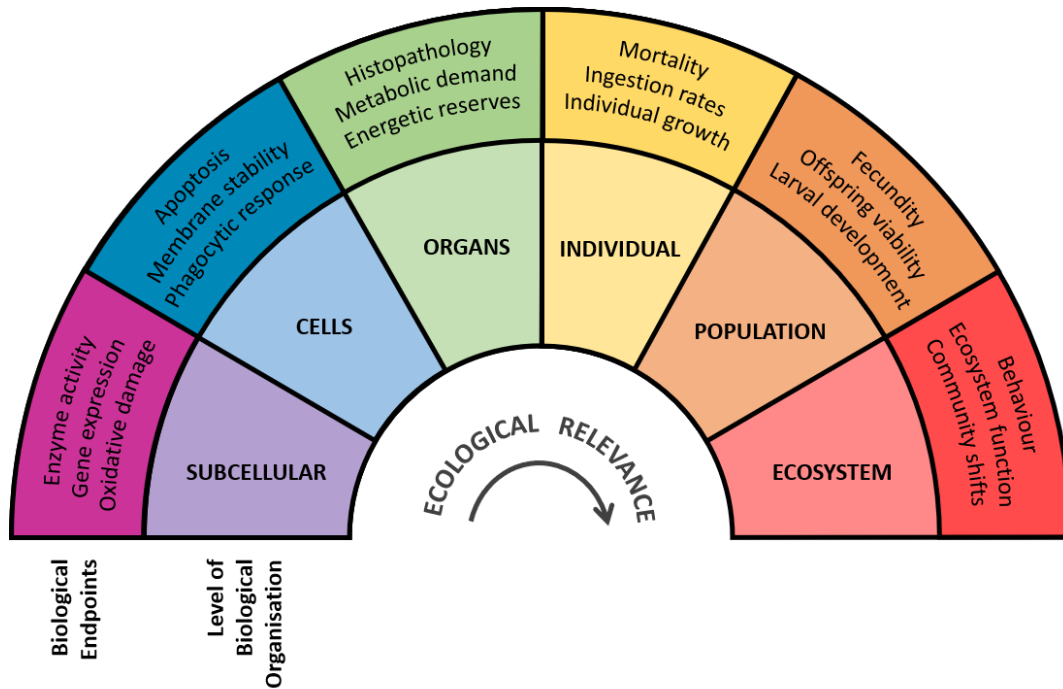 Enzyme activity
Gene expression
Oxidative damage
SUBCELLULAR
Apoptosis
Membrane stability
Phagocytic response
CELLS
Histopathology
Metabolic demand
Energetic reserves
ORGANS
Mortality
Ingestion rates
Individual growth
INDIVIDUAL
Fecundity
Offspring viability
Larval development
POPULATION
Behaviour
Ecosystem function
Community shifts
ECOSYSTEM
ECOLOGICAL RELEVANCE
Biological
Endpoints
Level of
Biological
Organisation